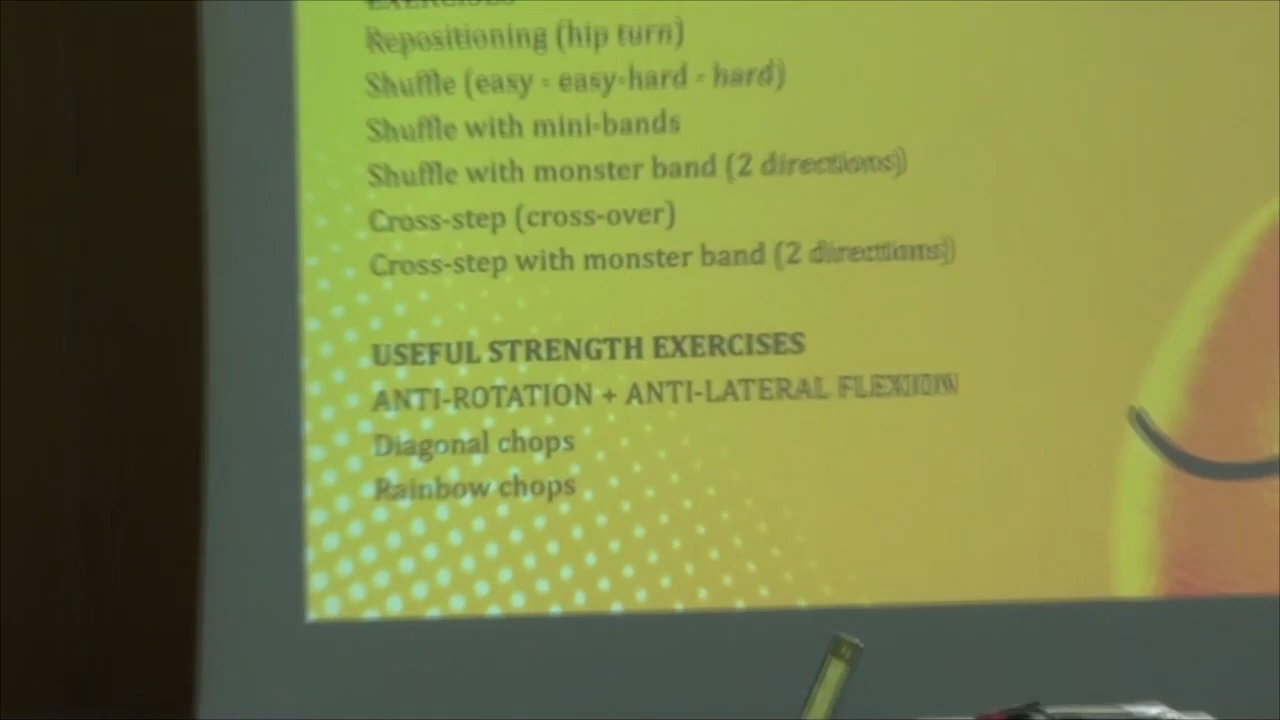 EXERCISES
Repositioning (hip turn)
Shuffle (easy - easy-hard - hard)
Shuffle with mini-bands
Shuffle with monster band (2 directions)
Cross-step (cross-over)
Cross-step with monster band (2 directions)
USEFUL STRENGTH EXERCISES
ANTI-ROTATION + ANTI-LATERAL FLEXION
Diagonal chops
Rainbow chops